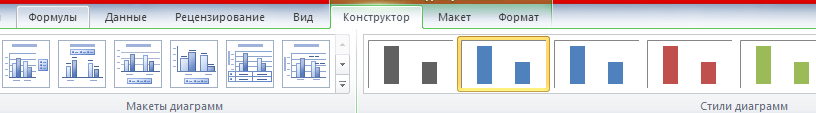 Формулы Данные Рецензирование Вид Конструктор Макет Формат
Макеты диаграмм Стили диаграмм